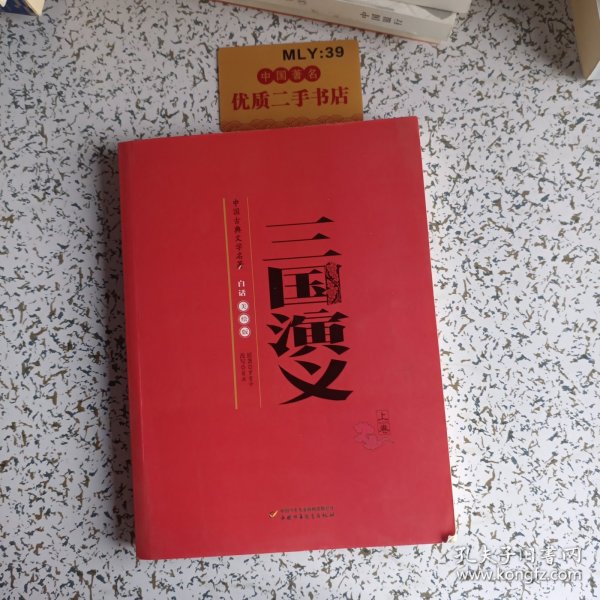 MLY:39
中国著名
优质二手书店
中国古典文学名著
白话美绘版
三国演义
上卷
孔夫子旧书网
www.kongfz.com